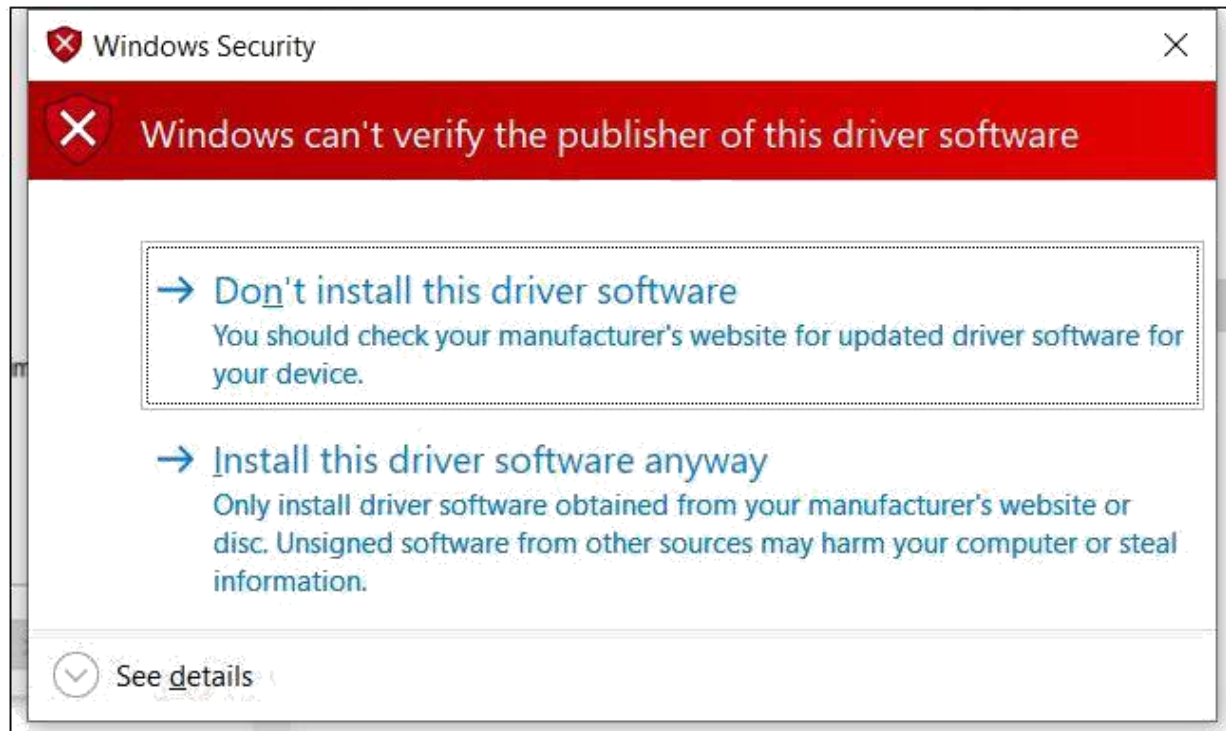 Windows Security
Windows can't verify the publisher of this driver software
Don't install this driver software
You should check your manufacturer's website for updated driver software for
your device.
Install this driver software anyway
Only install driver software obtained from your manufacturer's website or
disc. Unsigned software from other sources may harm your computer or steal
information.
See details